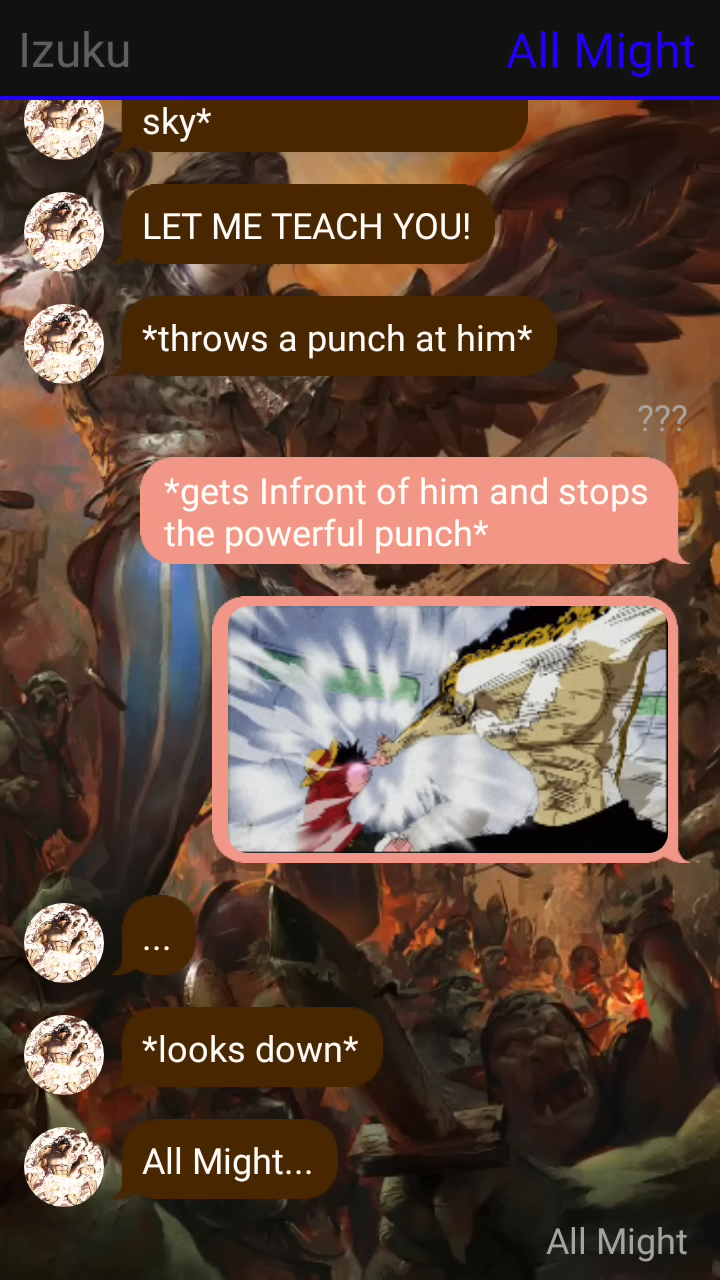 Izuku
All Might
sky*
LET ME TEACH YOU!
*throws a punch at him*
???
*gets Infront of him and stops
the powerful punch*
...
*looks down*
All Might...
All Might